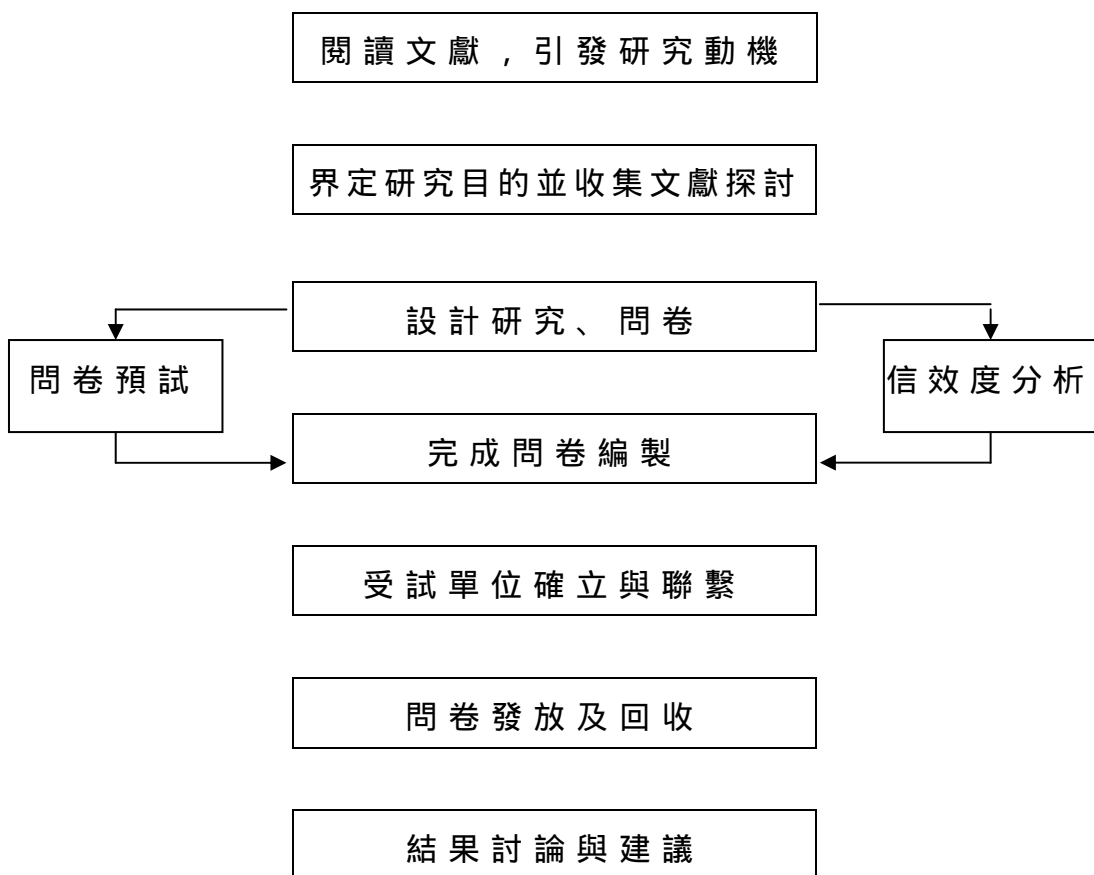 閱讀文獻，引發研究動機
界定研究目的並收集文獻探討
設計研究、問卷
問卷預試
信效度分析
完成問卷編製
受試單位確立與聯繫
問卷發放及回收
結果討論與建議